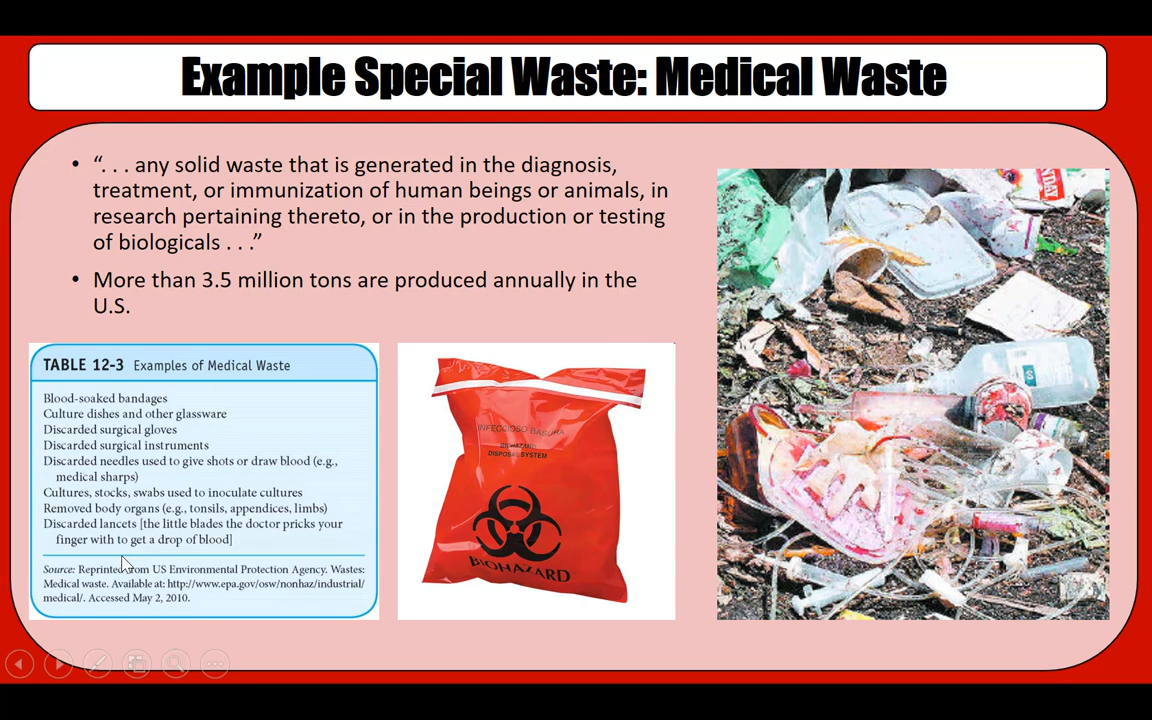 Example Special Waste: Medical Waste
• “. . . any solid waste that is generated in the diagnosis,
treatment, or immunization of human beings or animals, in
research pertaining thereto, or in the production or testing
of biologicals . . .”
• More than 3.5 million tons are produced annually in the
U.S.
TABLE 12-3 Examples of Medical Waste
Blood-soaked bandages
Culture dishes and other glassware
Discarded surgical gloves
Discarded surgical instruments
Discarded needles used to give shots or draw blood (e.g.,
medical sharps)
Cultures, stocks, swabs used to inoculate cultures
Removed body organs (e.g., tonsils, appendices, limbs)
Discarded lancets [the little blades the doctor pricks your
finger with to get a drop of blood]
Source: Reprinted from US Environmental Protection Agency. Wastes:
Medical waste. Available at: http://www.epa.gov/osw/nonhaz/industrial/
medical/. Accessed May 2, 2010.
INFECCIOSO BASURA
BIOHAZARD
DISPOSAL SYSTEM
BIOHAZARD